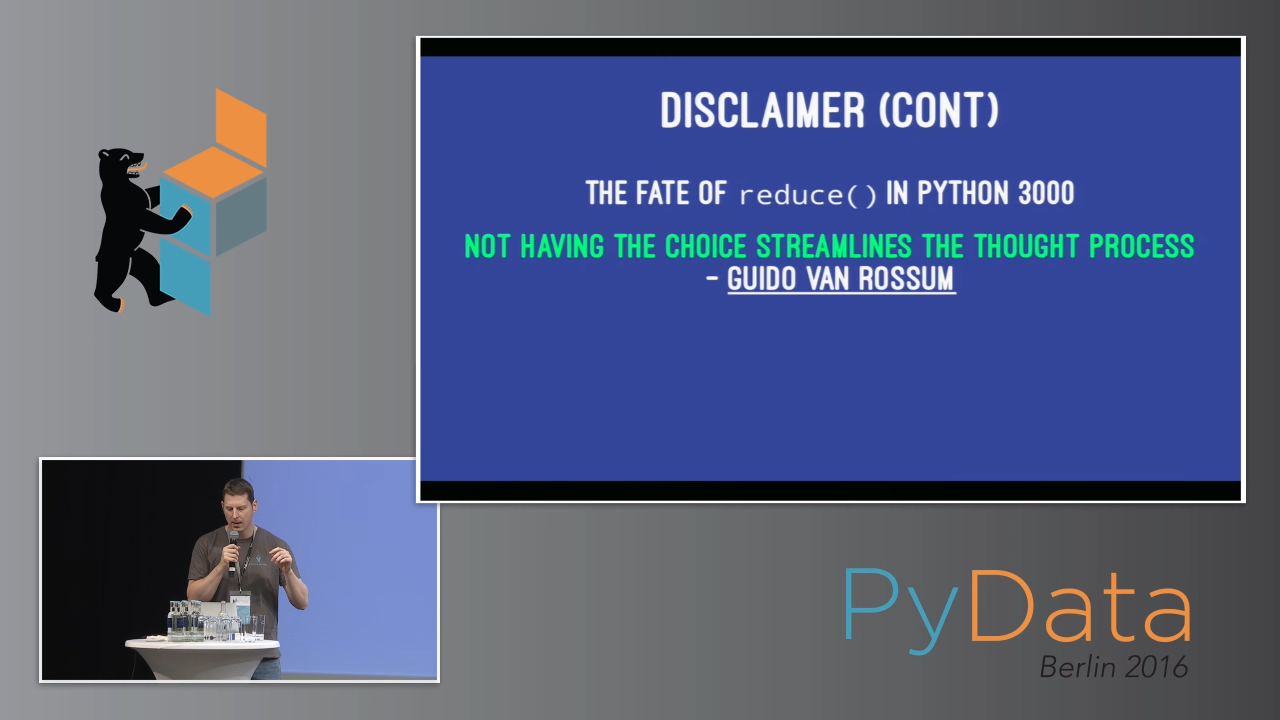 DISCLAIMER (CONT)
THE FATE OF reduce() IN PYTHON 3000
NOT HAVING THE CHOICE STREAMLINES THE THOUGHT PROCESS
- GUIDO VAN ROSSUM
PyData
Berlin 2016